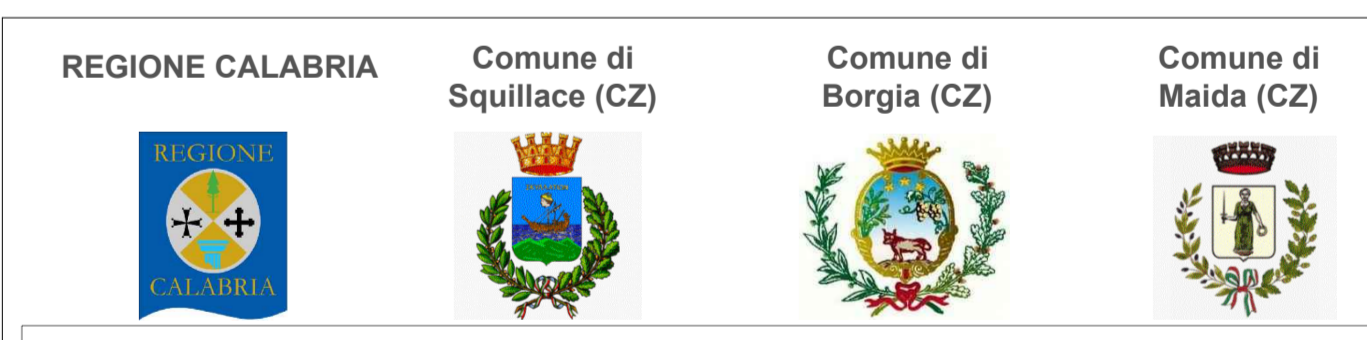 REGIONE CALABRIA
Comune di
Squillace (CZ)
Comune di
Borgia (CZ)
Comune di
Maida (CZ)
REGIONE
CALABRIA